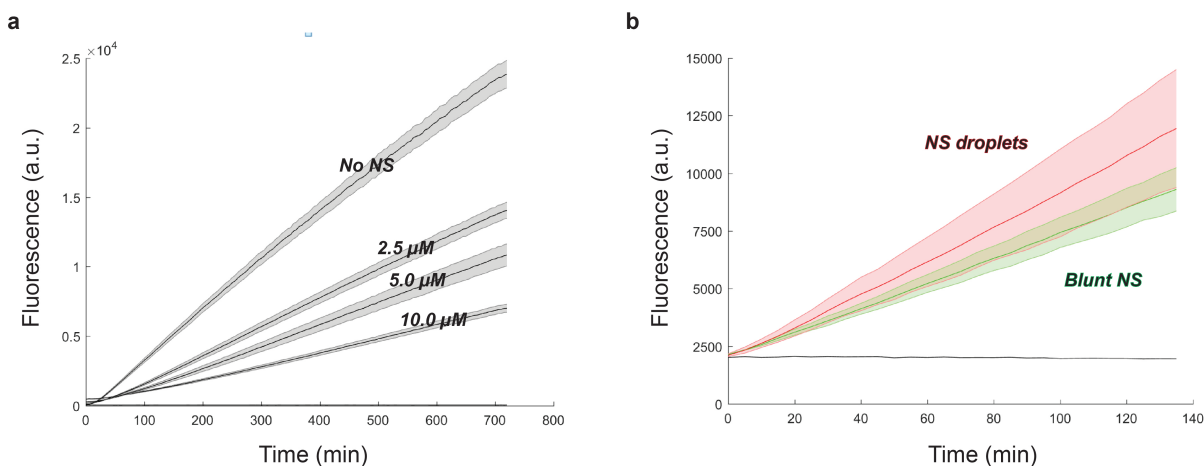 a
×10⁴
2.5
2
1.5
1
0.5
0
Fluorescence (a.u.)
No NS
2.5 µM
5.0 µM
10.0 µM
0 100 200 300 400 500 600 700 800
Time (min)
b
15000
12500
10000
7500
5000
2500
0
Fluorescence (a.u.)
NS droplets
Blunt NS
0 20 40 60 80 100 120 140
Time (min)